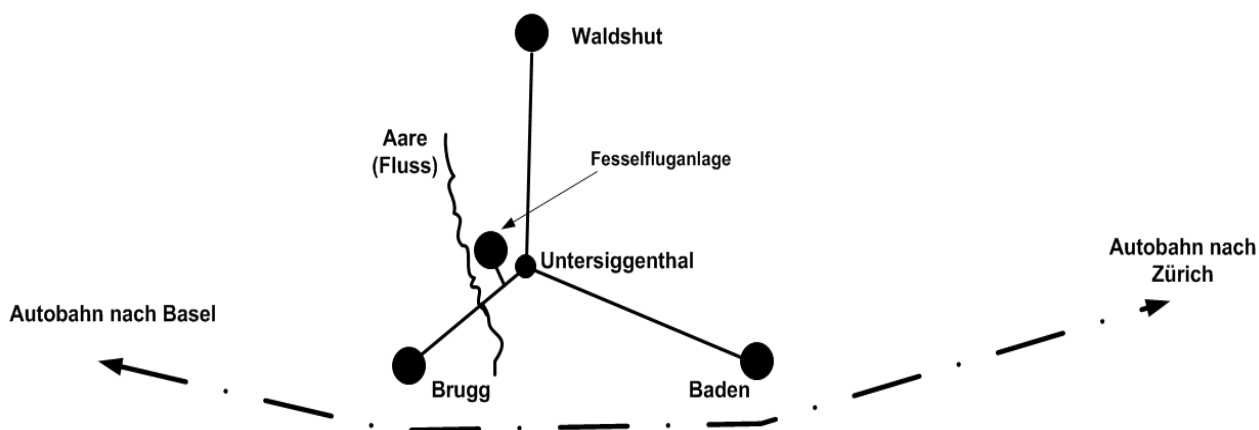 Waldshut
Aare
(Fluss)
Fesselfluganlage
Untersiggenthal
Autobahn nach
Zürich
Autobahn nach Basel
Brugg
Baden